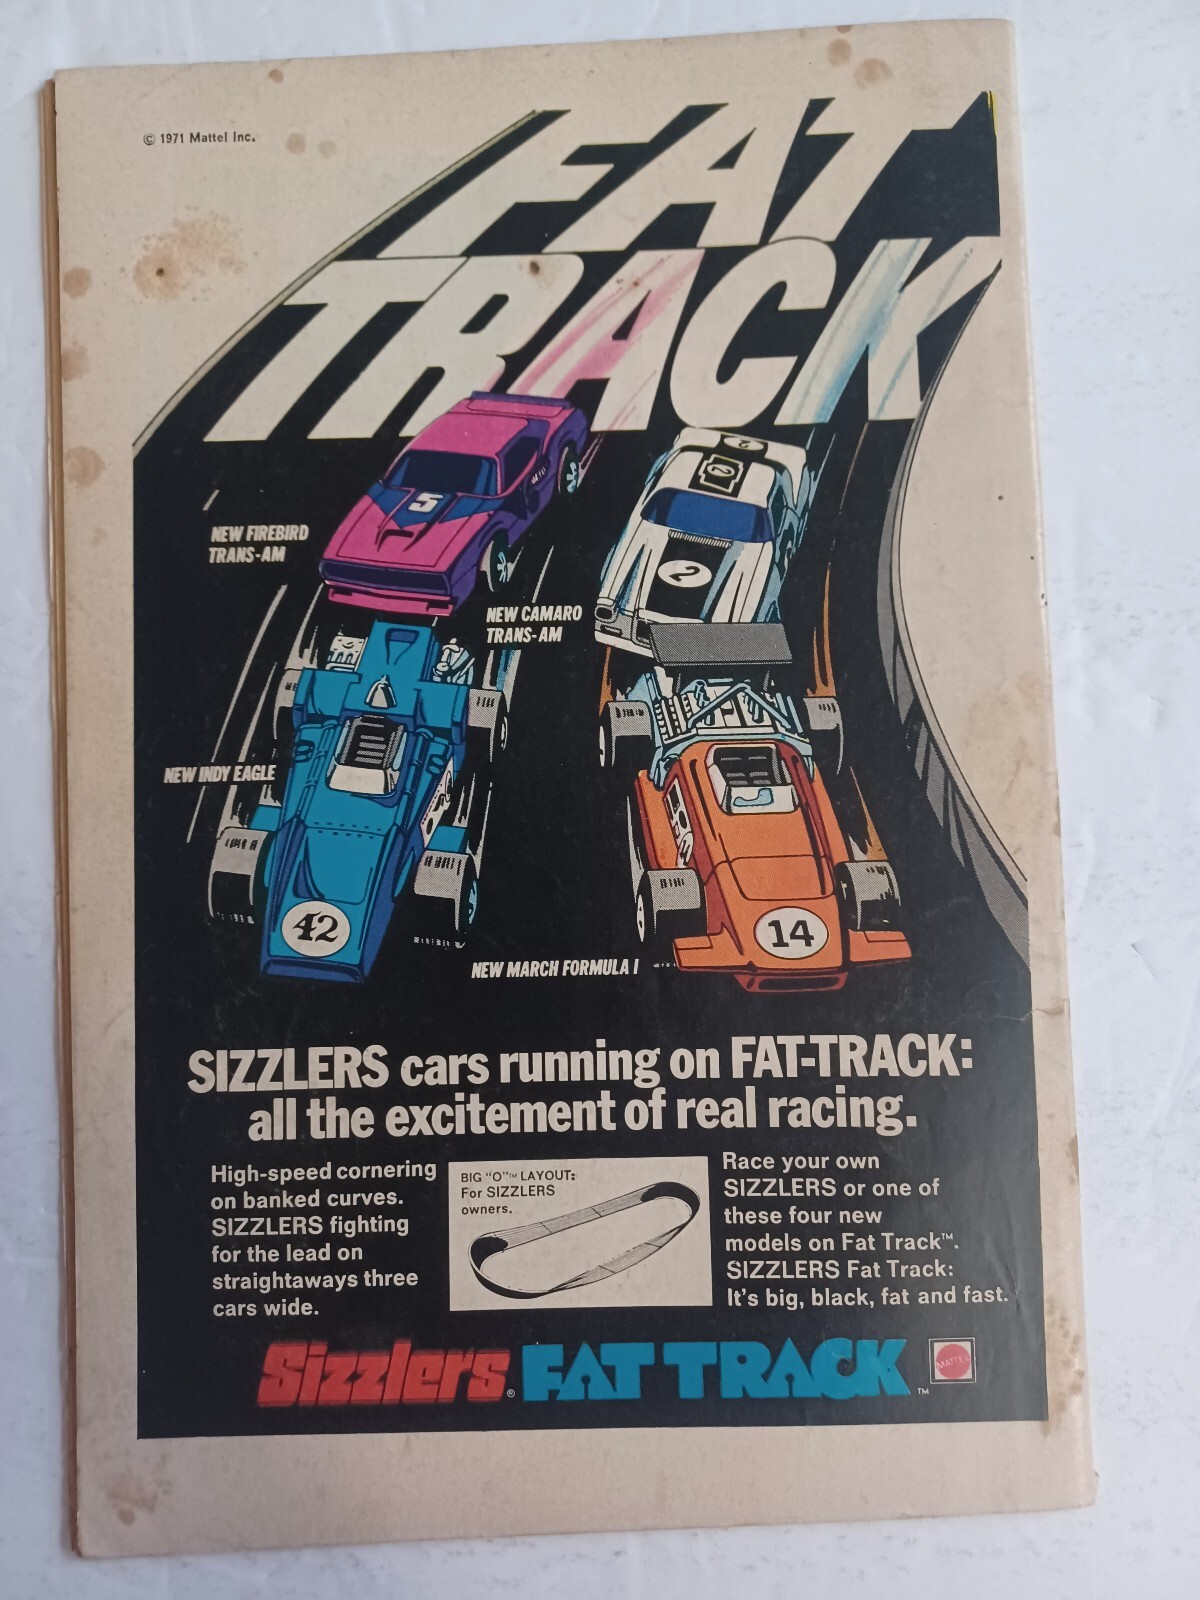 © 1971 Mattel Inc.
FAT
TRACK
5
2
2
2
NEW FIREBIRD
TRANS-AM
NEW CAMARO
TRANS-AM
NEW INDY EAGLE
42
14
NEW MARCH FORMULA I
SIZZLERS cars running on FAT-TRACK:
all the excitement of real racing.
High-speed cornering
on banked curves.
SIZZLERS fighting
for the lead on
straightaways three
cars wide.
BIG "O"™ LAYOUT:
For SIZZLERS
owners.
Race your own
SIZZLERS or one of
these four new
models on Fat Track™.
SIZZLERS Fat Track:
It's big, black, fat and fast.
Sizzlers® FAT TRACK™
MATTEL